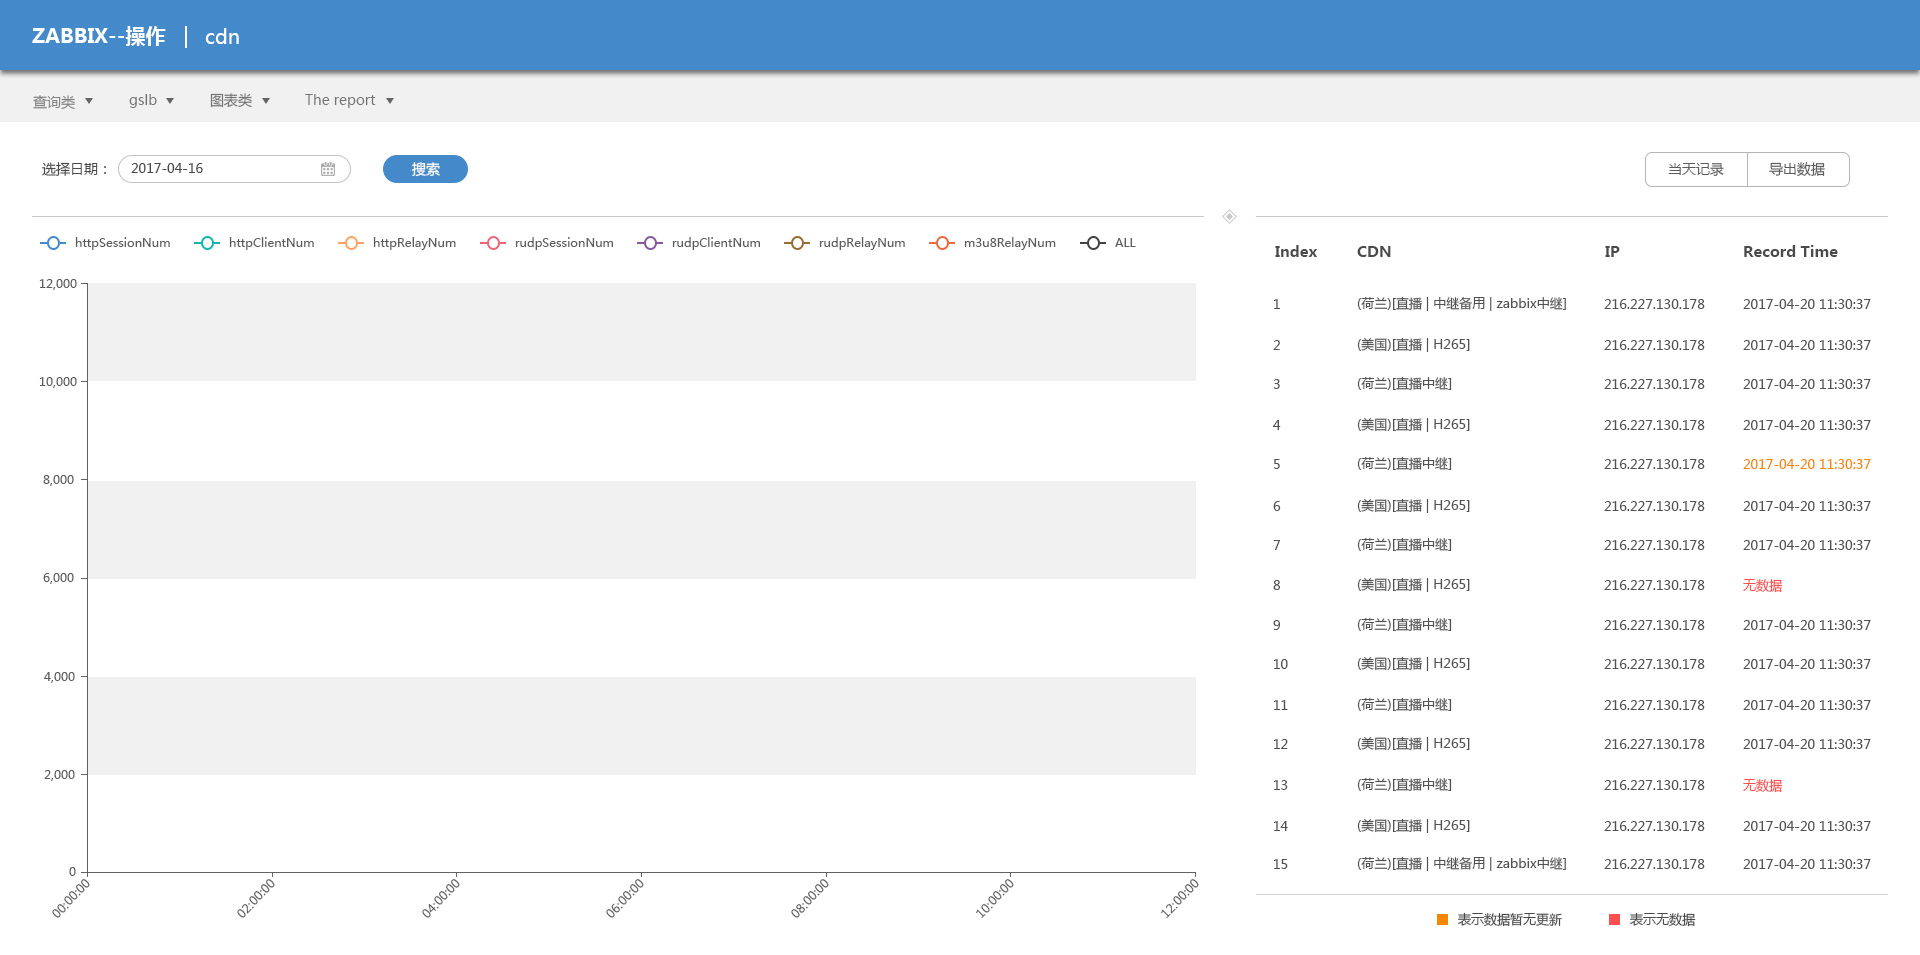 ZABBIX--操作 | cdn
查询类 gslb 图表类 The report
选择日期： 2017-04-16 搜索 当天记录 导出数据
httpSessionNum httpClientNum httpRelayNum rudpSessionNum rudpClientNum rudpRelayNum m3u8RelayNum ALL
12,000
10,000
8,000
6,000
4,000
2,000
0
00:00:00 02:00:00 04:00:00 06:00:00 08:00:00 10:00:00 12:00:00
Index CDN IP Record Time
1 (荷兰)[直播 | 中继备用 | zabbix中继] 216.227.130.178 2017-04-20 11:30:37
2 (美国)[直播 | H265] 216.227.130.178 2017-04-20 11:30:37
3 (荷兰)[直播中继] 216.227.130.178 2017-04-20 11:30:37
4 (美国)[直播 | H265] 216.227.130.178 2017-04-20 11:30:37
5 (荷兰)[直播中继] 216.227.130.178 2017-04-20 11:30:37
6 (美国)[直播 | H265] 216.227.130.178 2017-04-20 11:30:37
7 (荷兰)[直播中继] 216.227.130.178 2017-04-20 11:30:37
8 (美国)[直播 | H265] 216.227.130.178 无数据
9 (荷兰)[直播中继] 216.227.130.178 2017-04-20 11:30:37
10 (美国)[直播 | H265] 216.227.130.178 2017-04-20 11:30:37
11 (荷兰)[直播中继] 216.227.130.178 2017-04-20 11:30:37
12 (美国)[直播 | H265] 216.227.130.178 2017-04-20 11:30:37
13 (荷兰)[直播中继] 216.227.130.178 无数据
14 (美国)[直播 | H265] 216.227.130.178 2017-04-20 11:30:37
15 (荷兰)[直播 | 中继备用 | zabbix中继] 216.227.130.178 2017-04-20 11:30:37
表示数据暂无更新 表示无数据